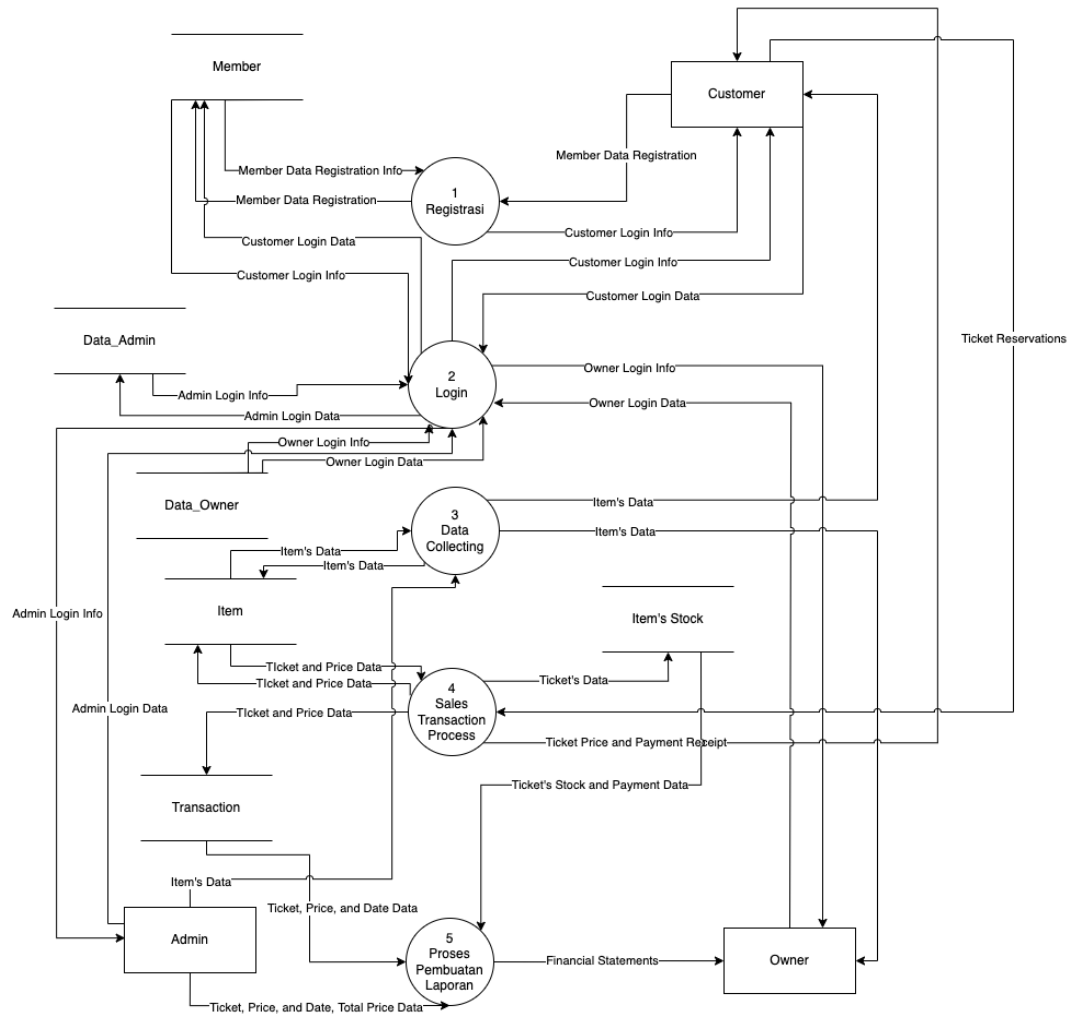 Member
Customer
Member Data Registration
Member Data Registration Info
1
Registrasi
Member Data Registration
Customer Login Info
Customer Login Data
Customer Login Info
Customer Login Info
Customer Login Data
Data_Admin
Ticket Reservations
2
Login
Owner Login Info
Admin Login Info
Owner Login Data
Admin Login Data
Owner Login Info
Owner Login Data
Data_Owner
3
Data
Collecting
Item's Data
Item's Data
Item's Data
Item's Data
Admin Login Info
Item
Item's Stock
TIcket and Price Data
TIcket and Price Data
Ticket's Data
4
Sales
Transaction
Process
Admin Login Data
TIcket and Price Data
Ticket Price and Payment Receipt
Ticket's Stock and Payment Data
Transaction
Item's Data
Ticket, Price, and Date Data
Admin
5
Proses
Pembuatan
Laporan
Financial Statements
Owner
Ticket, Price, and Date, Total Price Data